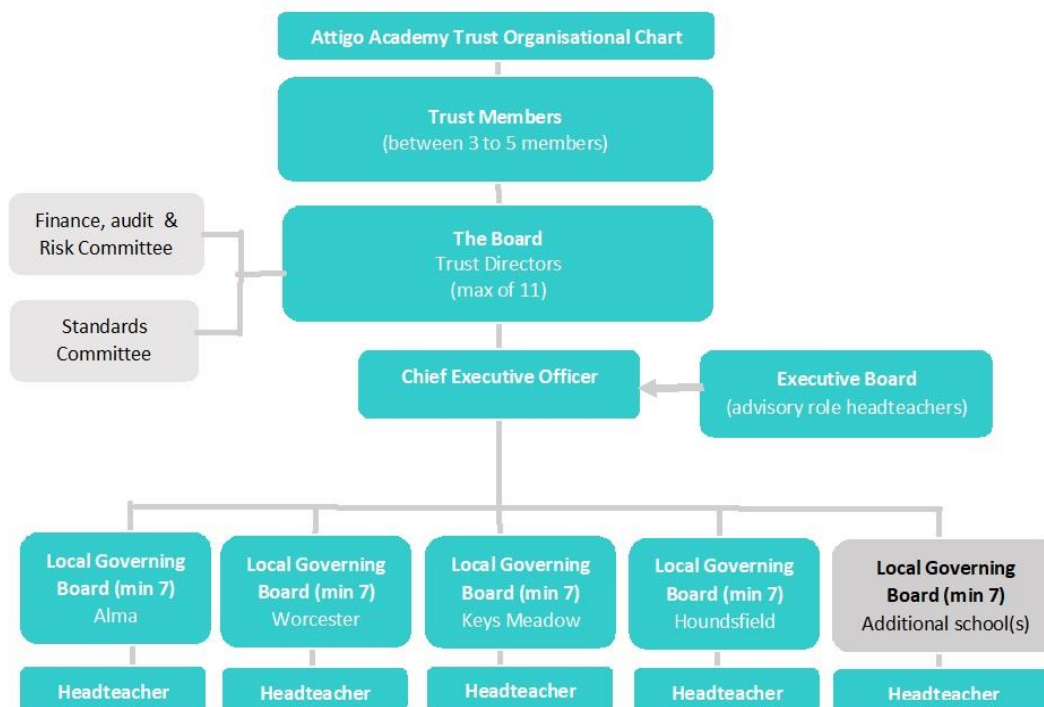 Attigo Academy Trust Organisational Chart
Trust Members
(between 3 to 5 members)
Finance, audit & 
Risk Committee
The Board
Trust Directors
(max of 11)
Standards
Committee
Chief Executive Officer
Executive Board
(advisory role headteachers)
Local Governing
Board (min 7)
Alma
Local Governing
Board (min 7)
Worcester
Local Governing
Board (min 7)
Keys Meadow
Local Governing
Board (min 7)
Houndsfield
Local Governing
Board (min 7)
Additional school(s)
Headteacher
Headteacher
Headteacher
Headteacher
Headteacher